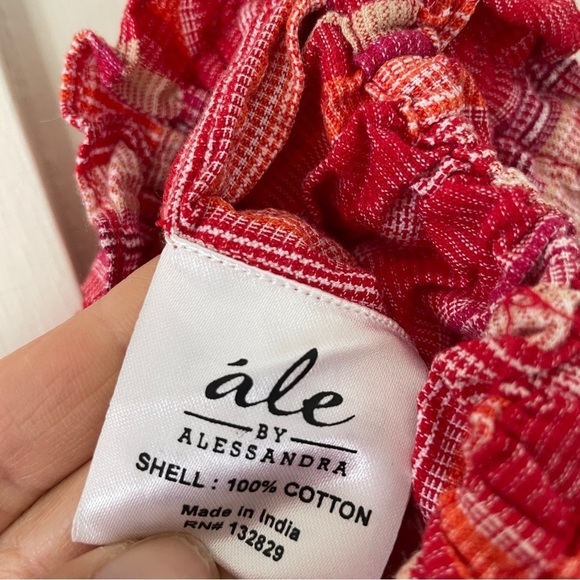 ále
BY
ALESSANDRA
SHELL : 100% COTTON
Made in India
RN# 132829